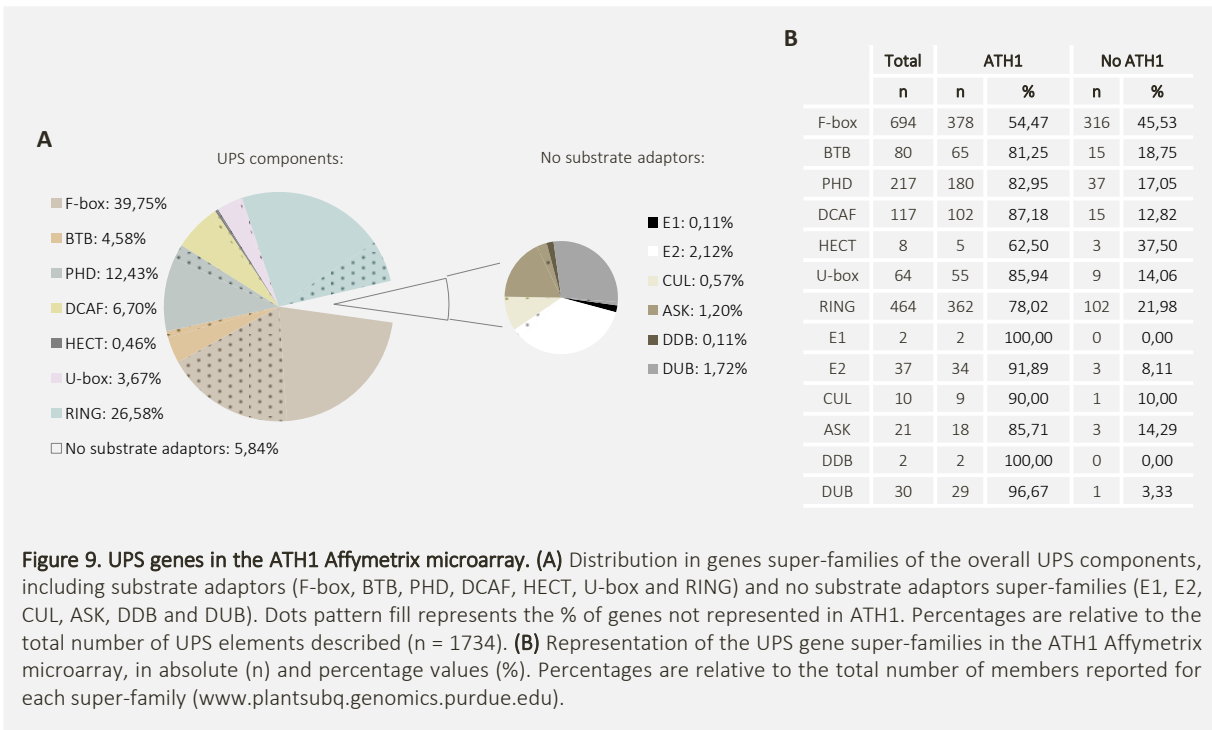 A
UPS components:
F-box: 39,75%
BTB: 4,58%
PHD: 12,43%
DCAF: 6,70%
HECT: 0,46%
U-box: 3,67%
RING: 26,58%
No substrate adaptors: 5,84%
No substrate adaptors:
E1: 0,11%
E2: 2,12%
CUL: 0,57%
ASK: 1,20%
DDB: 0,11%
DUB: 1,72%
B
Total ATH1 No ATH1
n n % n %
F-box 694 378 54,47 316 45,53
BTB 80 65 81,25 15 18,75
PHD 217 180 82,95 37 17,05
DCAF 117 102 87,18 15 12,82
HECT 8 5 62,50 3 37,50
U-box 64 55 85,94 9 14,06
RING 464 362 78,02 102 21,98
E1 2 2 100,00 0 0,00
E2 37 34 91,89 3 8,11
CUL 10 9 90,00 1 10,00
ASK 21 18 85,71 3 14,29
DDB 2 2 100,00 0 0,00
DUB 30 29 96,67 1 3,33
Figure 9. UPS genes in the ATH1 Affymetrix microarray. (A) Distribution in genes super-families of the overall UPS components,
including substrate adaptors (F-box, BTB, PHD, DCAF, HECT, U-box and RING) and no substrate adaptors super-families (E1, E2,
CUL, ASK, DDB and DUB). Dots pattern fill represents the % of genes not represented in ATH1. Percentages are relative to the
total number of UPS elements described (n = 1734). (B) Representation of the UPS gene super-families in the ATH1 Affymetrix
microarray, in absolute (n) and percentage values (%). Percentages are relative to the total number of members reported for
each super-family (www.plantsubq.genomics.purdue.edu).